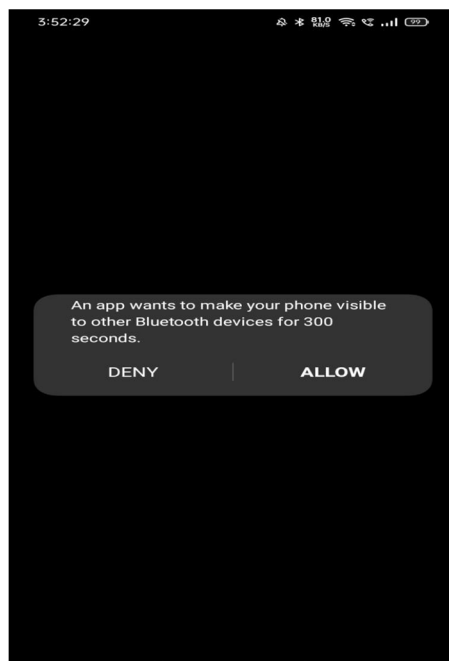 3:52:29 81.0 KB/S 99
An app wants to make your phone visible
to other Bluetooth devices for 300
seconds.
DENY ALLOW